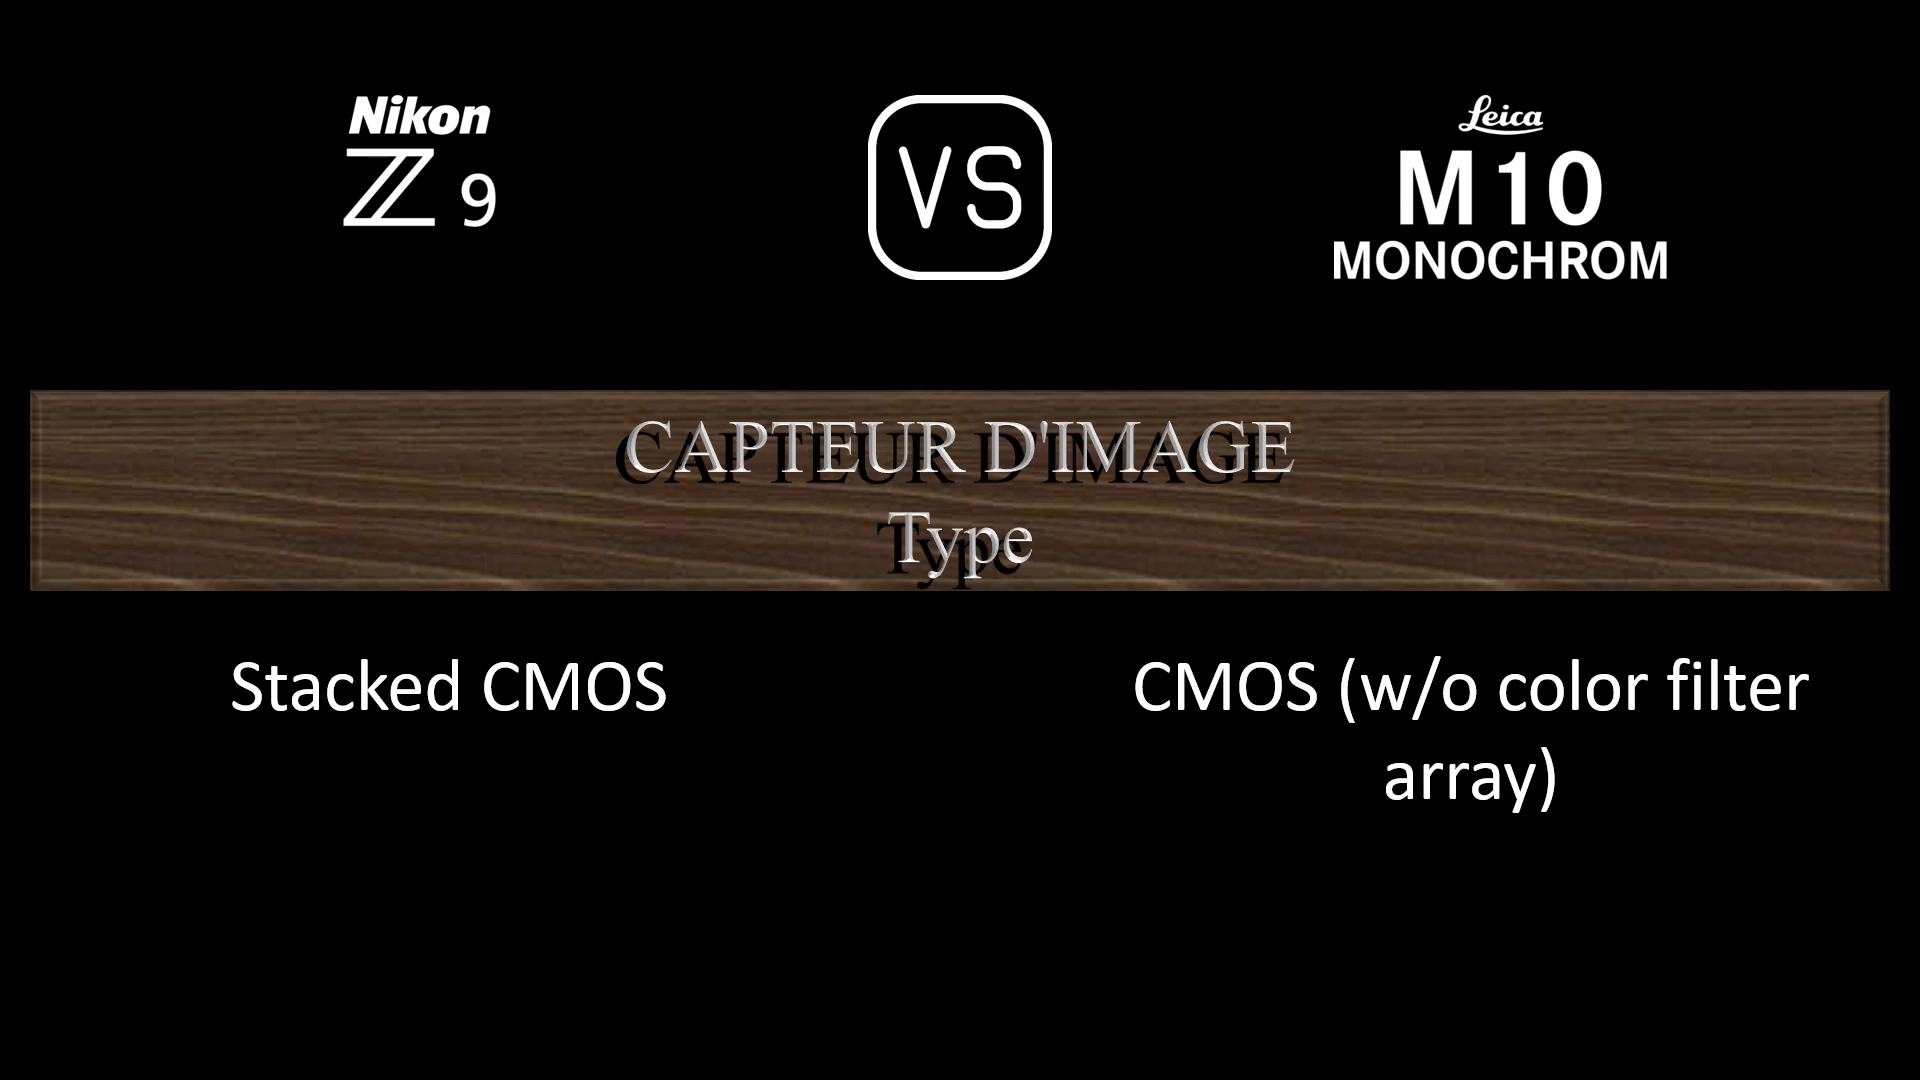 Nikon
Z 9
VS
Leica
M10
MONOCHROM
CAPTEUR D'IMAGE
Type
Stacked CMOS
CMOS (w/o color filter
array)